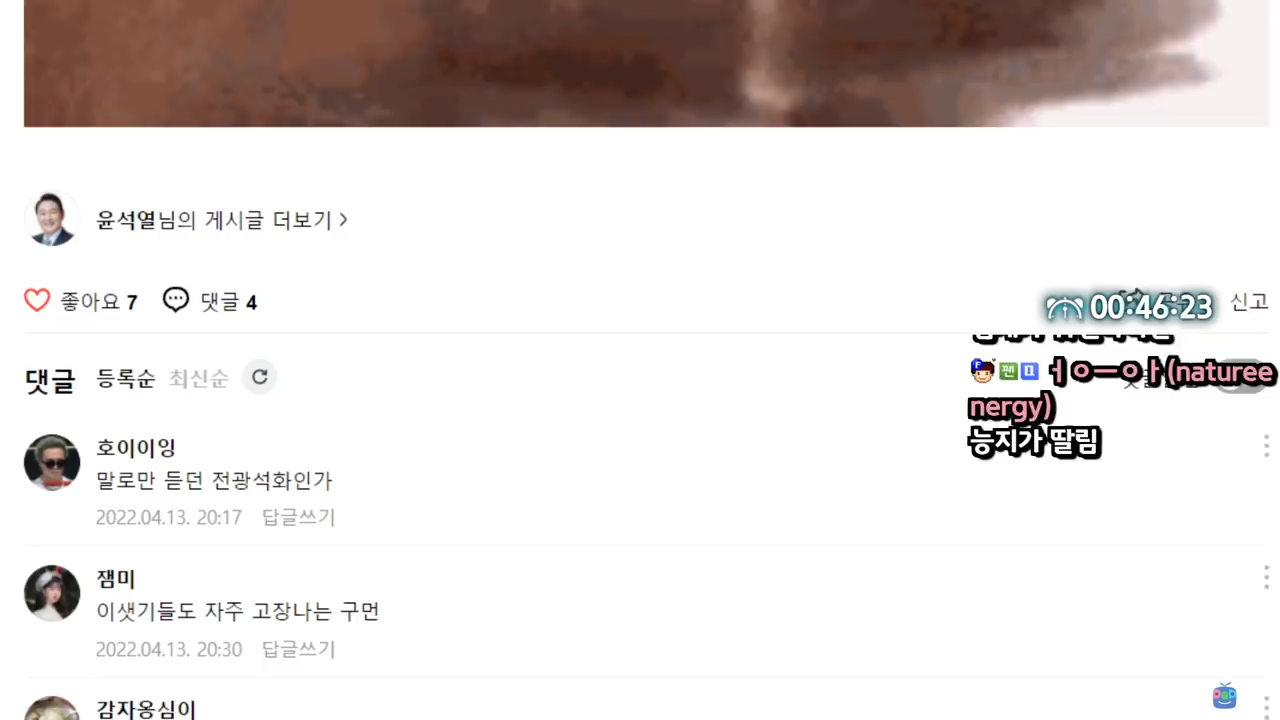 윤석열님의 게시글 더보기 >
좋아요 7 댓글 4
00:46:23 신고
댓글 등록순 최신순
팬 ㅓㅇㅡㅇㅏ(naturee
nergy)
능지가 딸림
호이이잉
말로만 듣던 전광석화인가
2022.04.13. 20:17 답글쓰기
잼미
이샛기들도 자주 고장나는 구먼
2022.04.13. 20:30 답글쓰기
감자옹심이